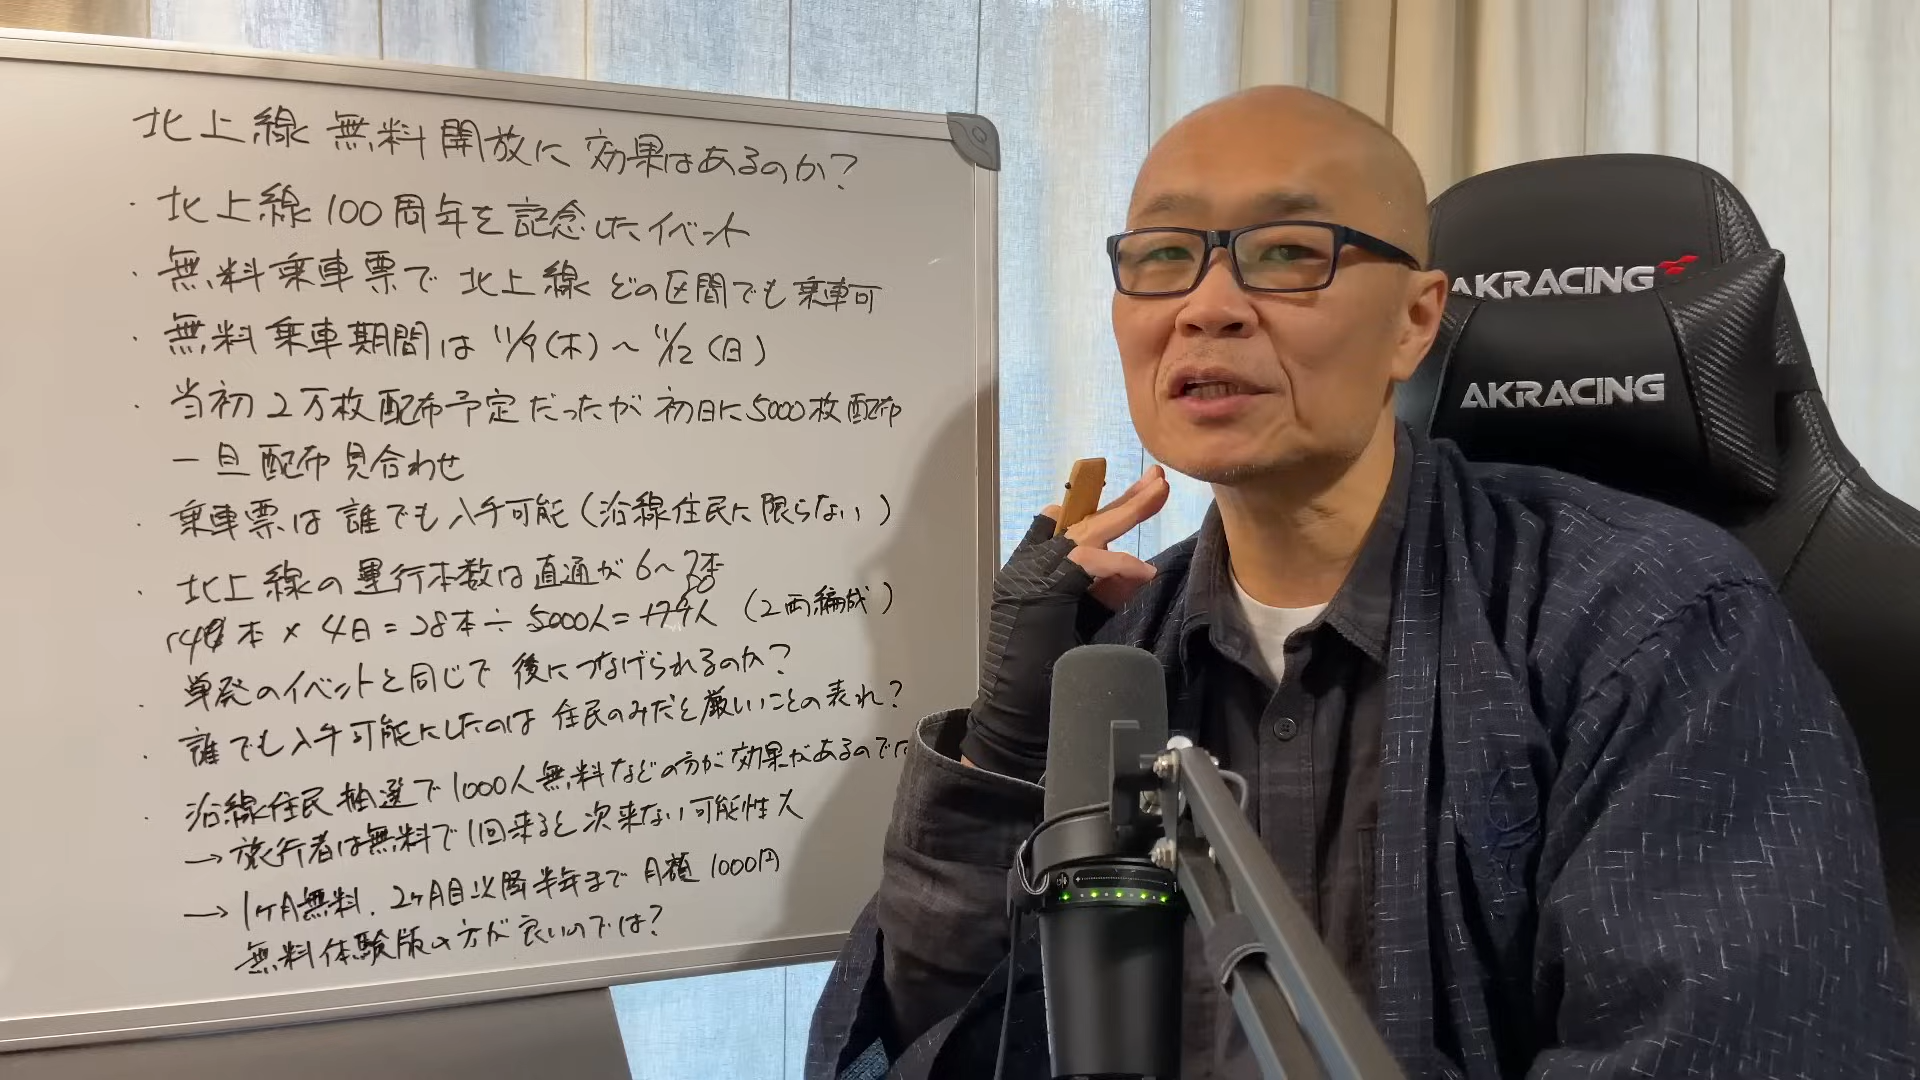 北上線 無料開放に 効果はあるのか?
・北上線100周年を記念したイベント
・無料乗車票で 北上線 どの区間でも乗車可
・無料乗車期間は 11/9(木)~11/12(日)
・当初2万枚配布予定だったが 初日に5000枚配布
一旦配布見合わせ
・乗車票は 誰でも入手可能(沿線住民に限らない)
・北上線の運行本数は直通が6~7本
本×4日=28本÷5000人= 人(2両編成)
・単発のイベントと同じで 後につなげられるのか?
・誰でも入手可能にしたのは 住民のみだと厳しいことの表れ?
・沿線住民抽選で1000人無料などの方が効果があるので
→旅行者は無料で1回来ると次来ない可能性大
→1ヶ月無料、2ヶ月目以降半年まで月額1000円
無料体験版の方が良いのでは?
AKRACING
AKRACING